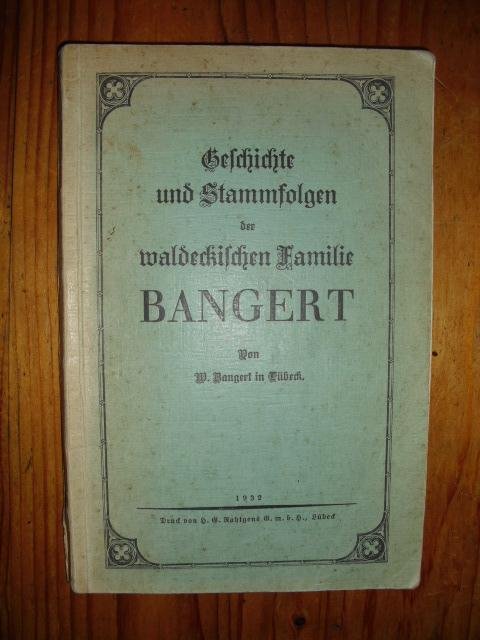 Geschichte
und Stammfolgen
der
waldeckischen Familie
BANGERT
Von
W. Bangert in Lübeck.
1932
Druck von H. G. Rahtgens G. m. b. H., Lübeck